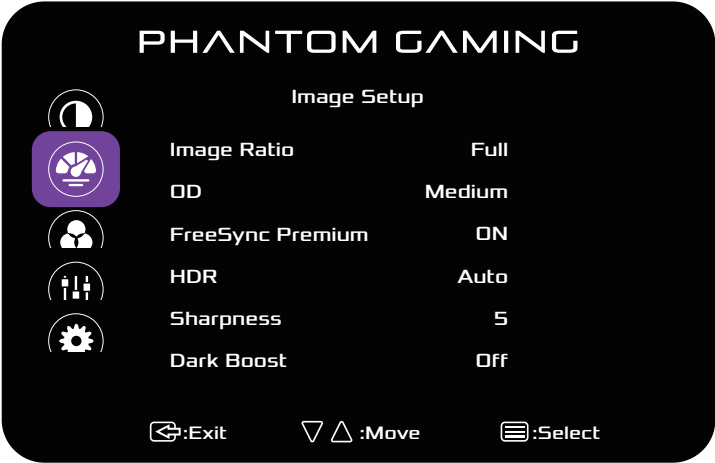 PHANTOM GAMING
Image Setup
Image Ratio Full
OD Medium
FreeSync Premium ON
HDR Auto
Sharpness 5
Dark Boost Off
:Exit :Move :Select